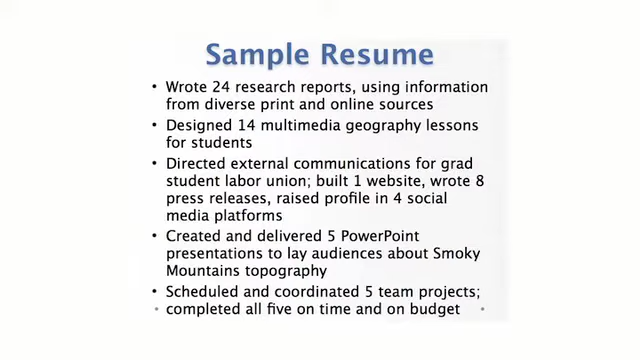 Sample Resume
• Wrote 24 research reports, using information
from diverse print and online sources
• Designed 14 multimedia geography lessons
for students
• Directed external communications for grad
student labor union; built 1 website, wrote 8
press releases, raised profile in 4 social
media platforms
• Created and delivered 5 PowerPoint
presentations to lay audiences about Smoky
Mountains topography
• Scheduled and coordinated 5 team projects;
completed all five on time and on budget